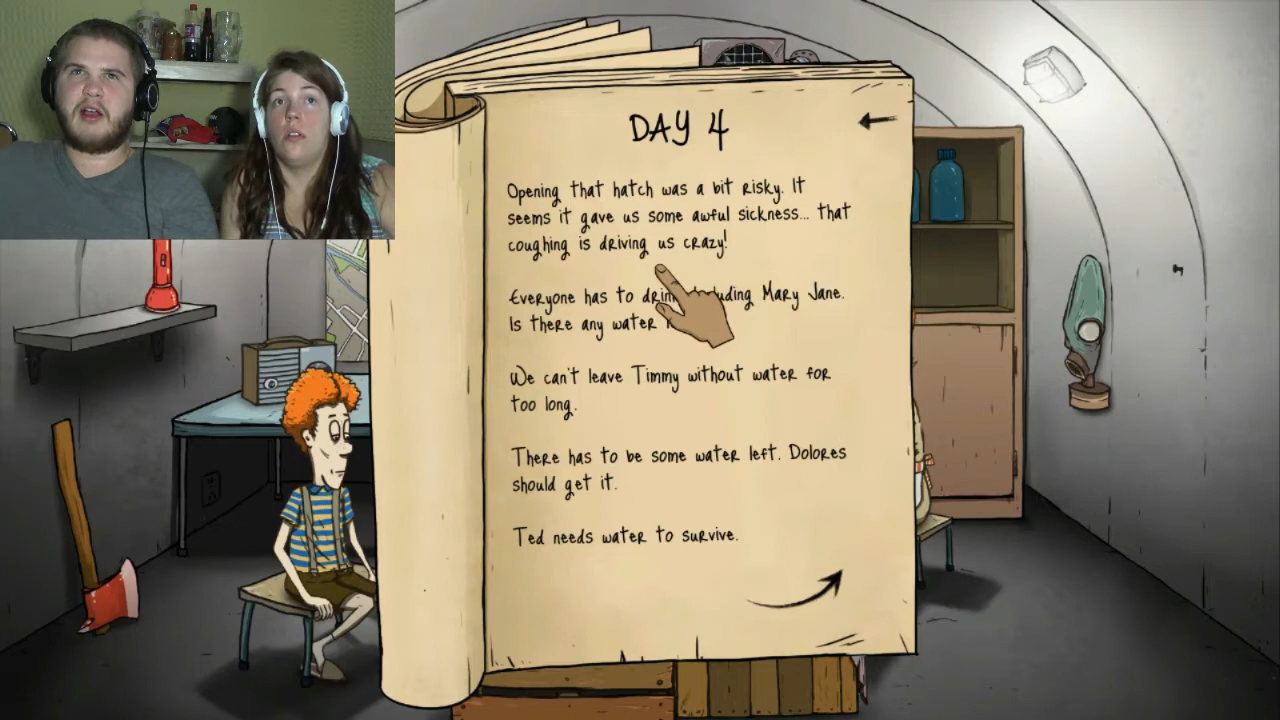 DAY 4
Opening that hatch was a bit risky. It
seems it gave us some awful sickness... that
coughing is driving us crazy!
Everyone has to Mary Jane.
Is there any water
We can't leave Timmy without water for
too long.
There has to be some water left. Dolores
should get it.
Ted needs water to survive.